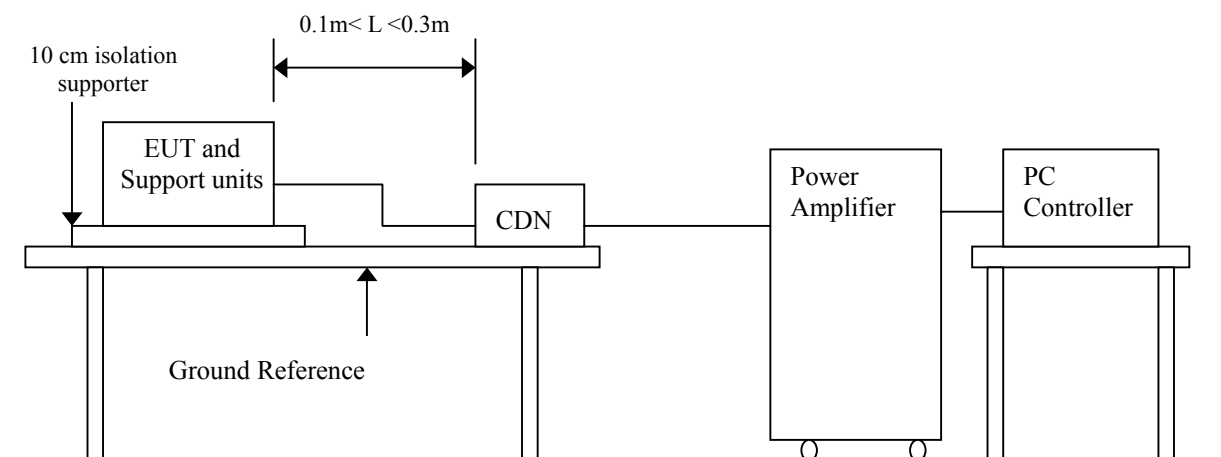 0.1m< L <0.3m
10 cm isolation
supporter
EUT and
Support units
CDN
Power
Amplifier
PC
Controller
Ground Reference